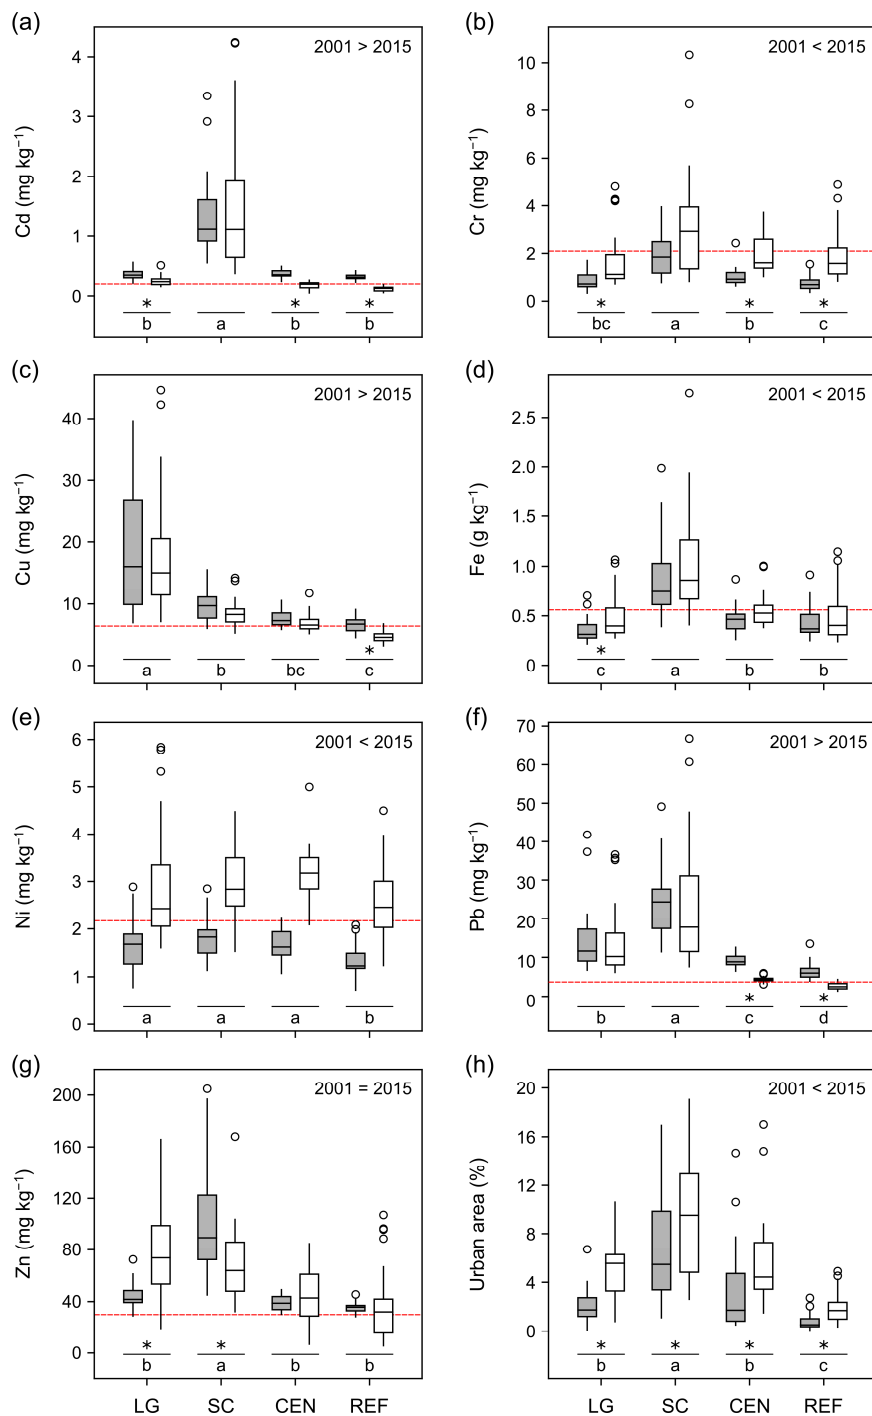 (a)
Cd (mg kg⁻¹)
4
3
2
1
0
2001 > 2015
* * *
b a b b
(b)
Cr (mg kg⁻¹)
10
8
6
4
2
0
2001 < 2015
* * *
bc a b c
(c)
Cu (mg kg⁻¹)
40
30
20
10
0
2001 > 2015
*
a b bc c
(d)
Fe (g kg⁻¹)
2.5
2.0
1.5
1.0
0.5
0
2001 < 2015
*
c a b b
(e)
Ni (mg kg⁻¹)
6
5
4
3
2
1
0
2001 < 2015
a a a b
(f)
Pb (mg kg⁻¹)
70
60
50
40
30
20
10
0
2001 > 2015
* *
b a c d
(g)
Zn (mg kg⁻¹)
200
160
120
80
40
0
2001 = 2015
* *
b a b b
LG SC CEN REF
(h)
Urban area (%)
20
16
12
8
4
0
2001 < 2015
* * * *
b a b c
LG SC CEN REF